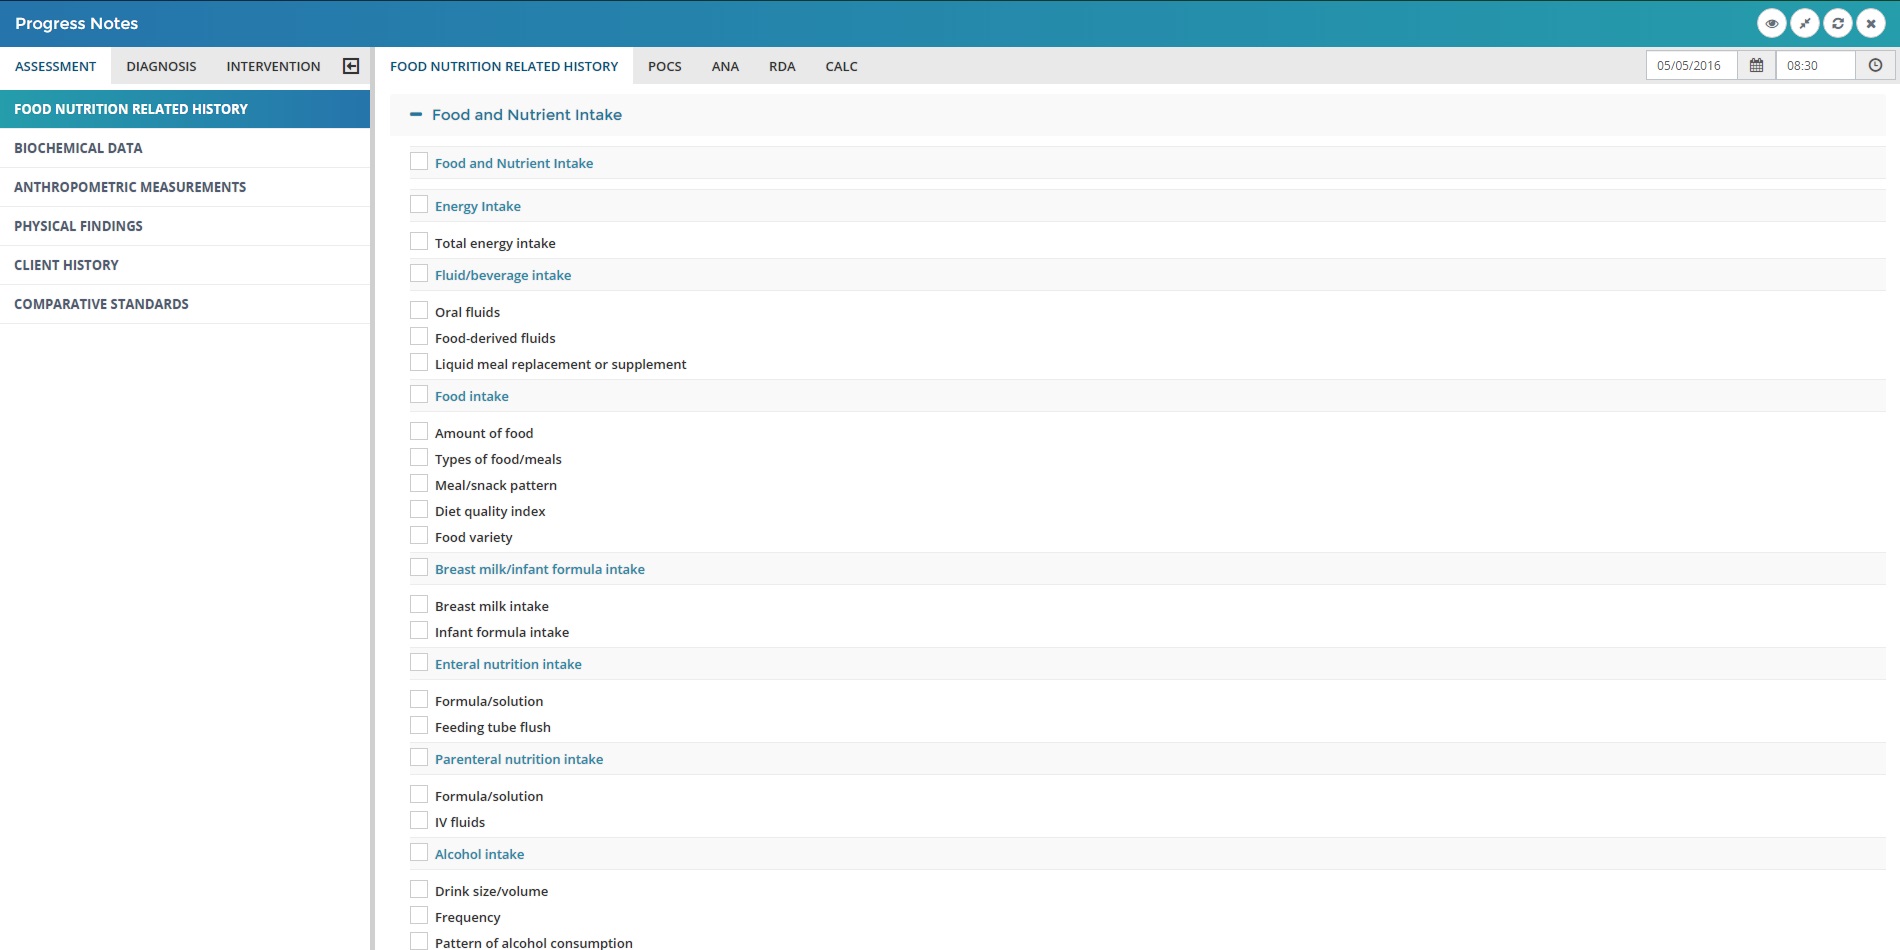 Progress Notes
ASSESSMENT DIAGNOSIS INTERVENTION
FOOD NUTRITION RELATED HISTORY POCS ANA RDA CALC 05/05/2016 08:30
FOOD NUTRITION RELATED HISTORY
BIOCHEMICAL DATA
ANTHROPOMETRIC MEASUREMENTS
PHYSICAL FINDINGS
CLIENT HISTORY
COMPARATIVE STANDARDS
Food and Nutrient Intake
Food and Nutrient Intake
Energy Intake
Total energy intake
Fluid/beverage intake
Oral fluids
Food-derived fluids
Liquid meal replacement or supplement
Food intake
Amount of food
Types of food/meals
Meal/snack pattern
Diet quality index
Food variety
Breast milk/infant formula intake
Breast milk intake
Infant formula intake
Enteral nutrition intake
Formula/solution
Feeding tube flush
Parenteral nutrition intake
Formula/solution
IV fluids
Alcohol intake
Drink size/volume
Frequency
Pattern of alcohol consumption